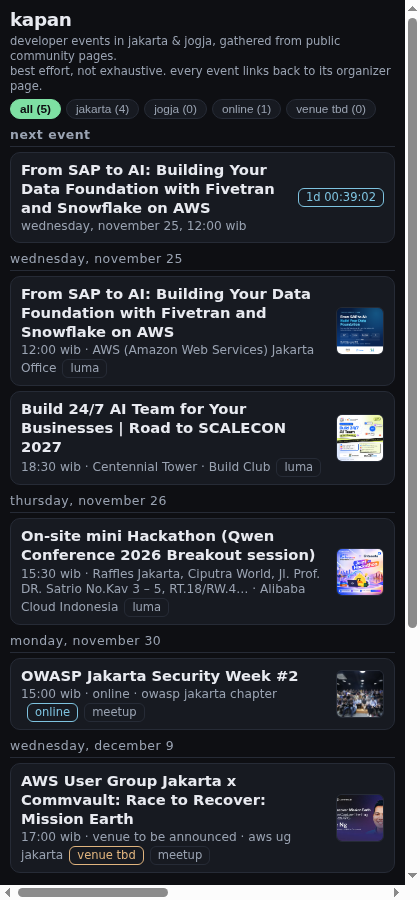 kapan
developer events in jakarta & jogja, gathered from public
community pages.
best effort, not exhaustive. every event links back to its organizer
page.
all (5) jakarta (4) jogja (0) online (1) venue tbd (0)
next event
From SAP to AI: Building Your
Data Foundation with Fivetran
and Snowflake on AWS
1d 00:39:02
wednesday, november 25, 12:00 wib
wednesday, november 25
From SAP to AI: Building Your Data
Foundation with Fivetran and
Snowflake on AWS
12:00 wib · AWS (Amazon Web Services) Jakarta
Office luma
Build 24/7 AI Team for Your
Businesses | Road to SCALECON
2027
18:30 wib · Centennial Tower · Build Club luma
thursday, november 26
On-site mini Hackathon (Qwen
Conference 2026 Breakout session)
15:30 wib · Raffles Jakarta, Ciputra World, Jl. Prof.
DR. Satrio No.Kav 3 – 5, RT.18/RW.4... · Alibaba
Cloud Indonesia luma
monday, november 30
OWASP Jakarta Security Week #2
15:00 wib · online · owasp jakarta chapter
online meetup
wednesday, december 9
AWS User Group Jakarta x
Commvault: Race to Recover:
Mission Earth
17:00 wib · venue to be announced · aws ug
jakarta venue tbd meetup